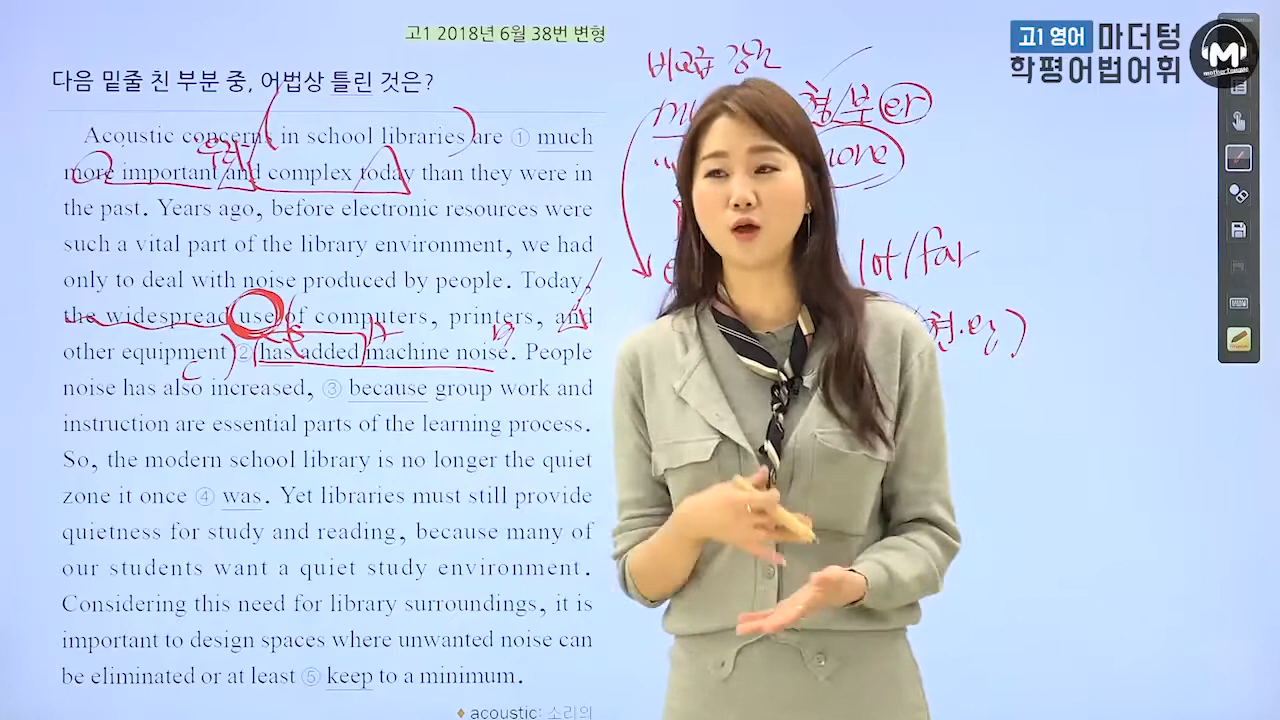 고1 2018년 6월 38번 변형
고1 영어 마더텅
학평어법어휘
mothertongue
다음 밑줄 친 부분 중, 어법상 틀린 것은?
Acoustic concerns in school libraries are ① much
more important and complex today than they were in
the past. Years ago, before electronic resources were
such a vital part of the library environment, we had
only to deal with noise produced by people. Today,
the widespread use of computers, printers, and
other equipment ② has added machine noise. People
noise has also increased, ③ because group work and
instruction are essential parts of the learning process.
So, the modern school library is no longer the quiet
zone it once ④ was. Yet libraries must still provide
quietness for study and reading, because many of
our students want a quiet study environment.
Considering this need for library surroundings, it is
important to design spaces where unwanted noise can
be eliminated or at least ⑤ keep to a minimum.
acoustic: 소리의
비교급 강조
형/부 er
more
lot/far